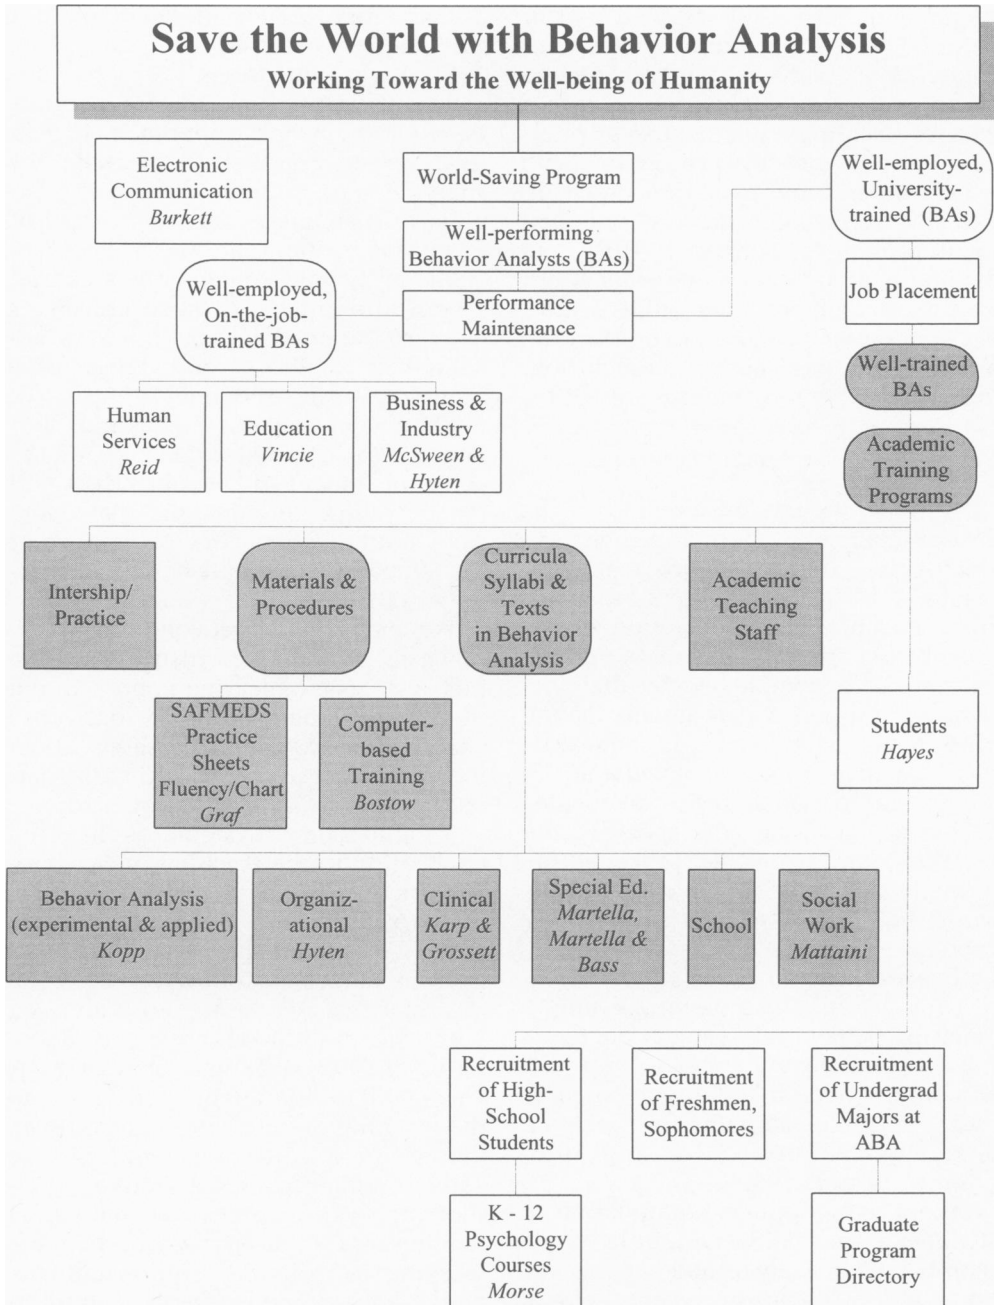 Save the World with Behavior Analysis
Working Toward the Well-being of Humanity
Electronic
Communication
Burkett
World-Saving Program
Well-employed,
University-
trained (BAs)
Well-performing
Behavior Analysts (BAs)
Well-employed,
On-the-job-
trained BAs
Performance
Maintenance
Job Placement
Well-trained
BAs
Human
Services
Reid
Education
Vincie
Business &
Industry
McSween &
Hyten
Academic
Training
Programs
Intership/
Practice
Materials &
Procedures
Curricula
Syllabi &
Texts
in Behavior
Analysis
Academic
Teaching
Staff
SAFMEDS
Practice
Sheets
Fluency/Chart
Graf
Computer-
based
Training
Bostow
Students
Hayes
Behavior Analysis
(experimental & applied)
Kopp
Organiz-
ational
Hyten
Clinical
Karp &
Grossett
Special Ed.
Martella,
Martella &
Bass
School
Social
Work
Mattaini
Recruitment
of High-
School
Students
Recruitment
of Freshmen,
Sophomores
Recruitment
of Undergrad
Majors at
ABA
K - 12
Psychology
Courses
Morse
Graduate
Program
Directory